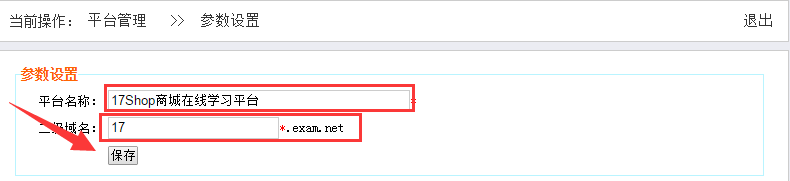 当前操作： 平台管理 >> 参数设置 退出
参数设置
平台名称： 17Shop商城在线学习平台 *
二级域名： 17 *.exam.net
保存